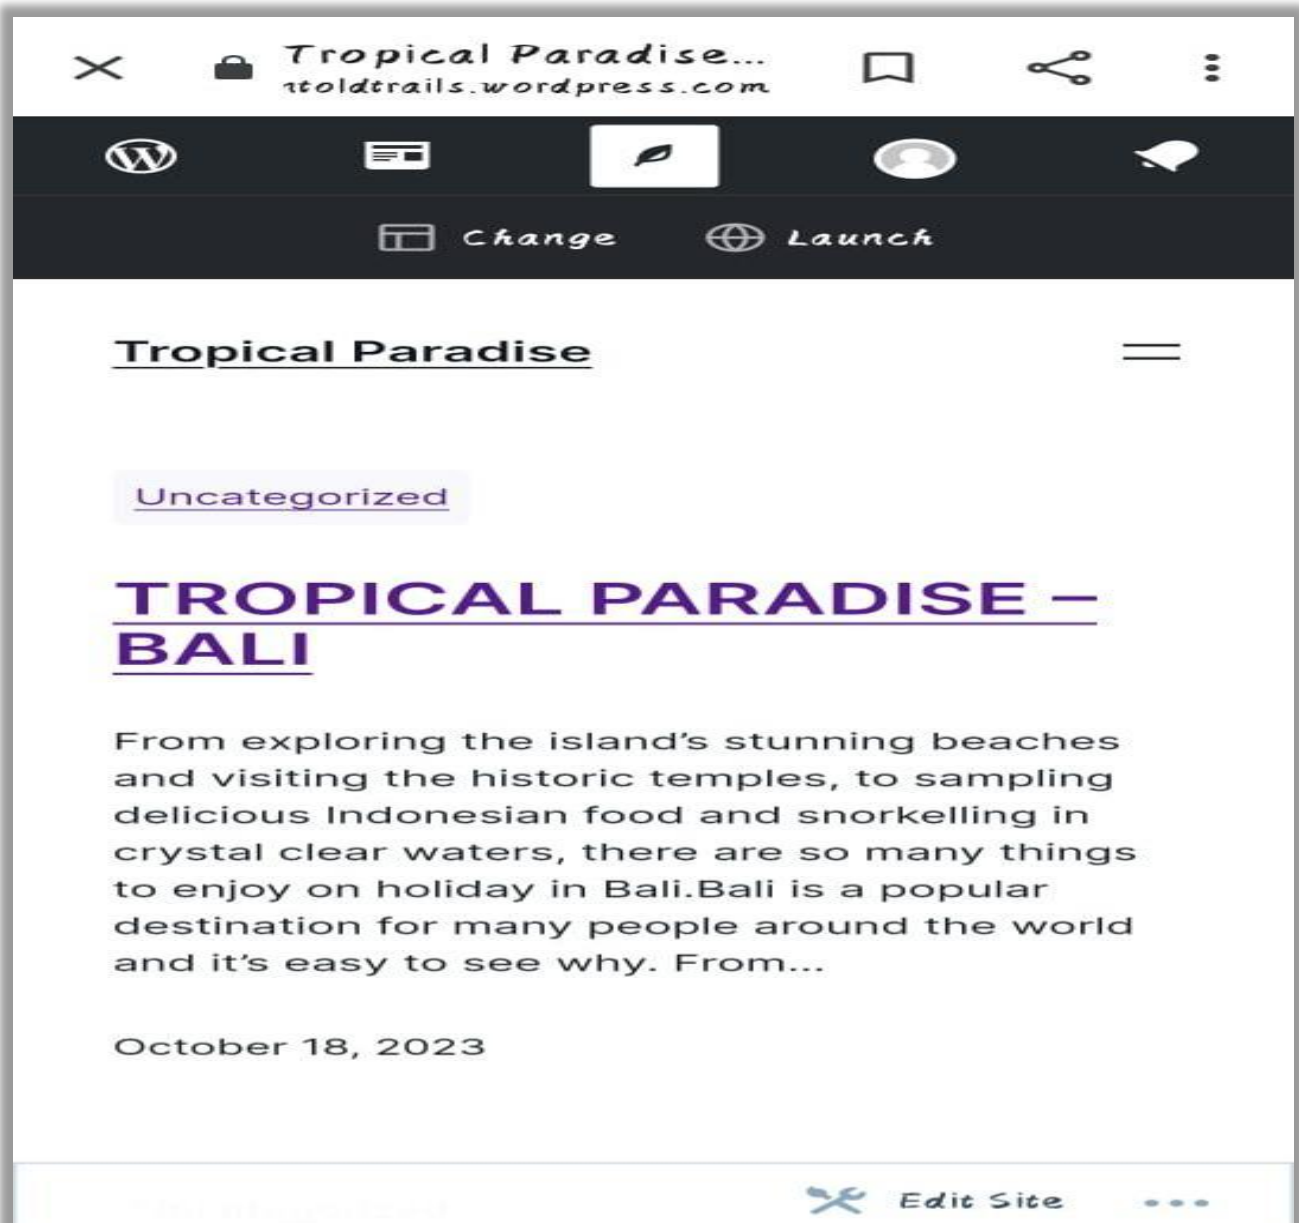 Tropical Paradise...
ntoldtrails.wordpress.com
Change Launch
Tropical Paradise
Uncategorized
TROPICAL PARADISE –
BALI
From exploring the island’s stunning beaches
and visiting the historic temples, to sampling
delicious Indonesian food and snorkelling in
crystal clear waters, there are so many things
to enjoy on holiday in Bali.Bali is a popular
destination for many people around the world
and it’s easy to see why. From...
October 18, 2023
Edit Site